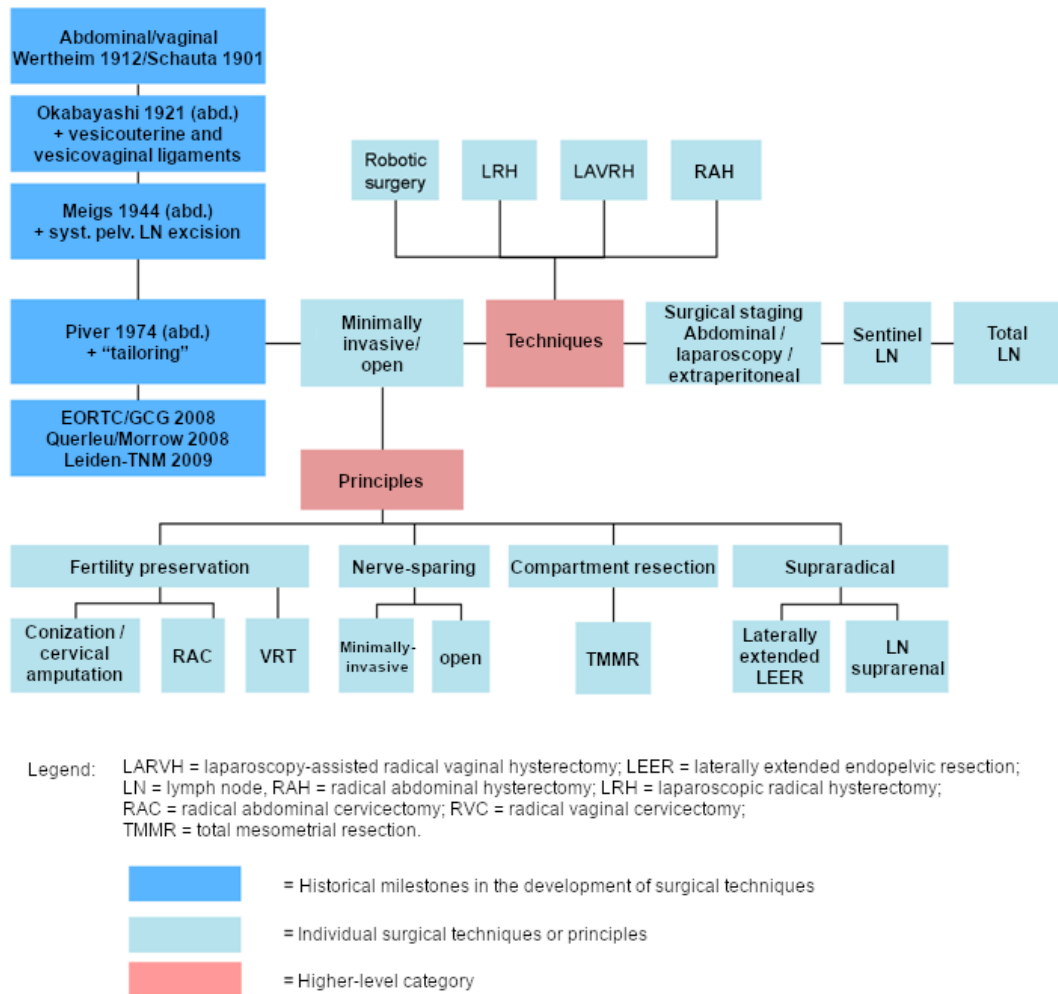 Abdominal/vaginal
Wertheim 1912/Schauta 1901
Okabayashi 1921 (abd.)
+ vesicouterine and
vesicovaginal ligaments
Meigs 1944 (abd.)
+ syst. pelv. LN excision
Piver 1974 (abd.)
+ “tailoring”
EORTC/GCG 2008
Querleu/Morrow 2008
Leiden-TNM 2009
Robotic
surgery
LRH
LAVRH
RAH
Minimally
invasive/
open
Techniques
Surgical staging
Abdominal /
laparoscopy /
extraperitoneal
Sentinel
LN
Total
LN
Principles
Fertility preservation
Nerve-sparing
Compartment resection
Supraradical
Conization /
cervical
amputation
RAC
VRT
Minimally-
invasive
open
TMMR
Laterally
extended
LEER
LN
suprarenal
Legend:
LARVH = laparoscopy-assisted radical vaginal hysterectomy; LEER = laterally extended endopelvic resection;
LN = lymph node, RAH = radical abdominal hysterectomy; LRH = laparoscopic radical hysterectomy;
RAC = radical abdominal cervicectomy; RVC = radical vaginal cervicectomy;
TMMR = total mesometrial resection.
= Historical milestones in the development of surgical techniques
= Individual surgical techniques or principles
= Higher-level category